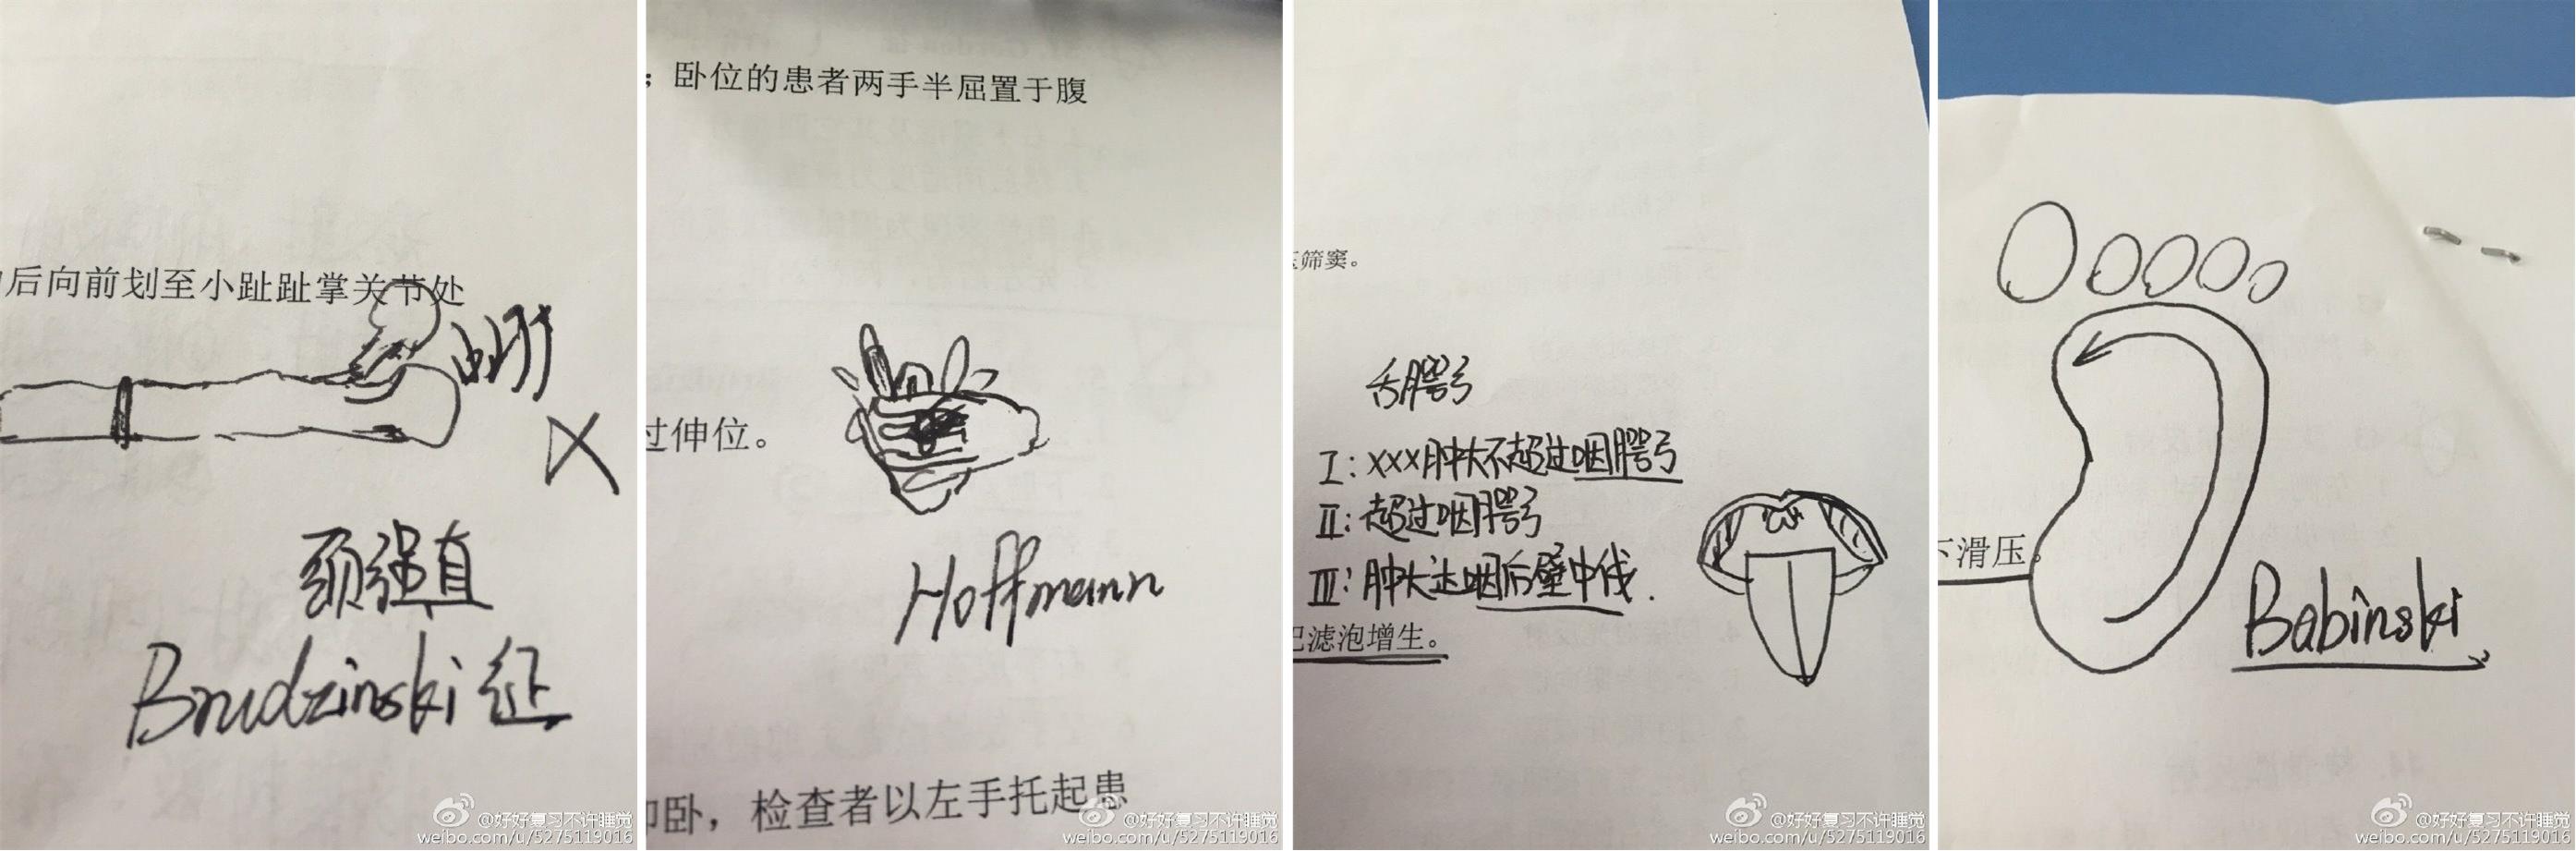 后向前划至小趾趾掌关节处
颈强直
Brudzinski 征
@好好复习不许睡觉
weibo.com/u/5275119016
；卧位的患者两手半屈置于腹
过伸位。
Hoffmann
卧，检查者以左手托起患
@好好复习不许睡觉
weibo.com/u/5275119016
压筛窦。
舌腭弓
I：XXX肿大不超过咽腭弓
II：超过咽腭弓
III：肿大达咽后壁中线.
滤泡增生。
@好好复习不许睡觉
weibo.com/u/5275119016
下滑压。
Babinski
@好好复习不许睡觉
weibo.com/u/5275119016